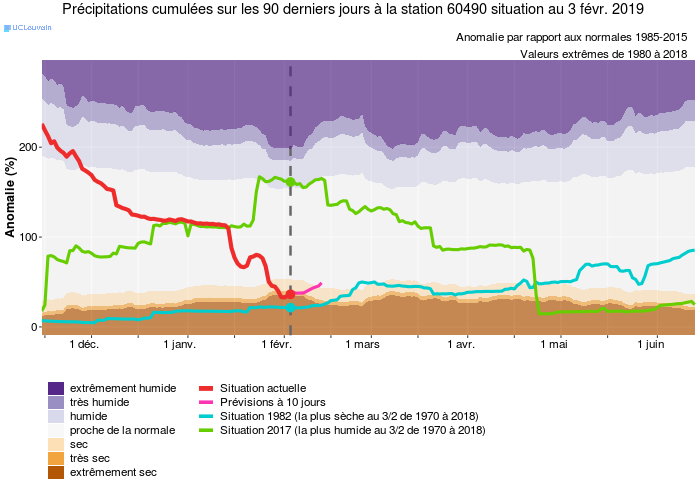 Précipitations cumulées sur les 90 derniers jours à la station 60490 situation au 3 févr. 2019
UCLouvain
Anomalie par rapport aux normales 1985-2015
Valeurs extrêmes de 1980 à 2018
Anomalie (%)
200
100
0
1 déc.
1 janv.
1 févr.
1 mars
1 avr.
1 mai
1 juin
extrêmement humide
très humide
humide
proche de la normale
sec
très sec
extrêmement sec
Situation actuelle
Prévisions à 10 jours
Situation 1982 (la plus sèche au 3/2 de 1970 à 2018)
Situation 2017 (la plus humide au 3/2 de 1970 à 2018)